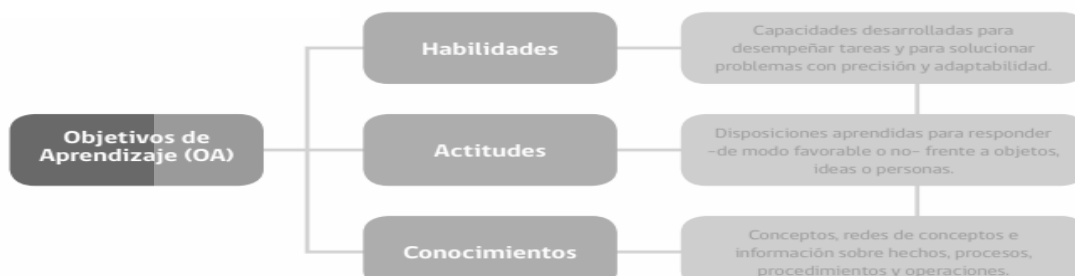 Objetivos de
Aprendizaje (OA)
Habilidades
Capacidades desarrolladas para
desempeñar tareas y para solucionar
problemas con precisión y adaptabilidad.
Actitudes
Disposiciones aprendidas para responder
–de modo favorable o no– frente a objetos,
ideas o personas.
Conocimientos
Conceptos, redes de conceptos e
información sobre hechos, procesos,
procedimientos y operaciones.